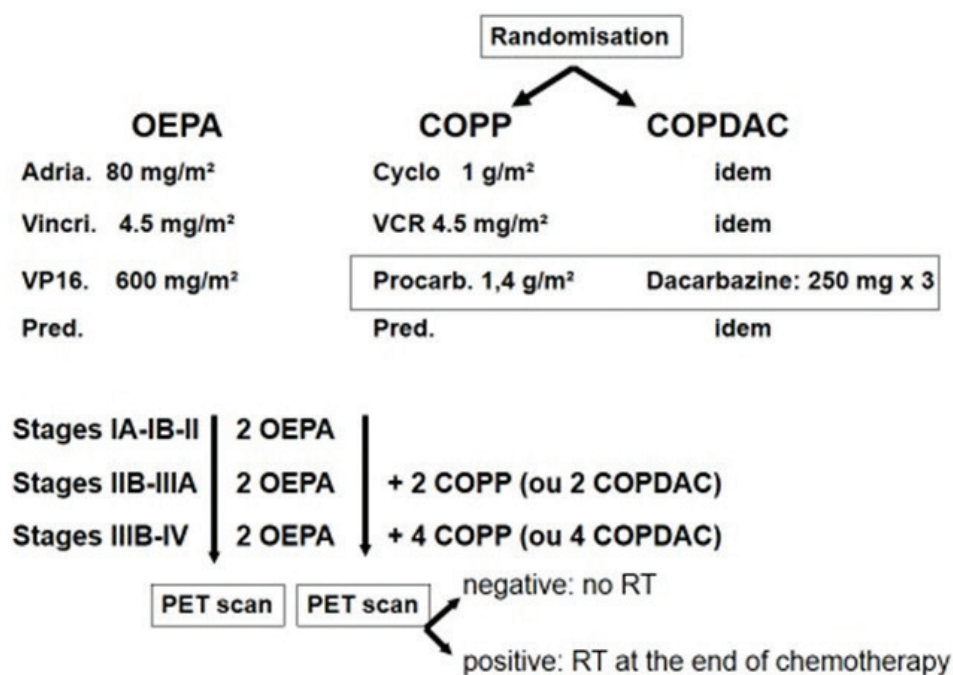 Randomisation
OEPA COPP COPDAC
Adria. 80 mg/m² Cyclo 1 g/m² idem
Vincri. 4.5 mg/m² VCR 4.5 mg/m² idem
VP16. 600 mg/m² Procarb. 1,4 g/m² Dacarbazine: 250 mg x 3
Pred. Pred. idem
Stages IA-IB-II 2 OEPA
Stages IIB-IIIA 2 OEPA + 2 COPP (ou 2 COPDAC)
Stages IIIB-IV 2 OEPA + 4 COPP (ou 4 COPDAC)
negative: no RT
PET scan PET scan
positive: RT at the end of chemotherapy